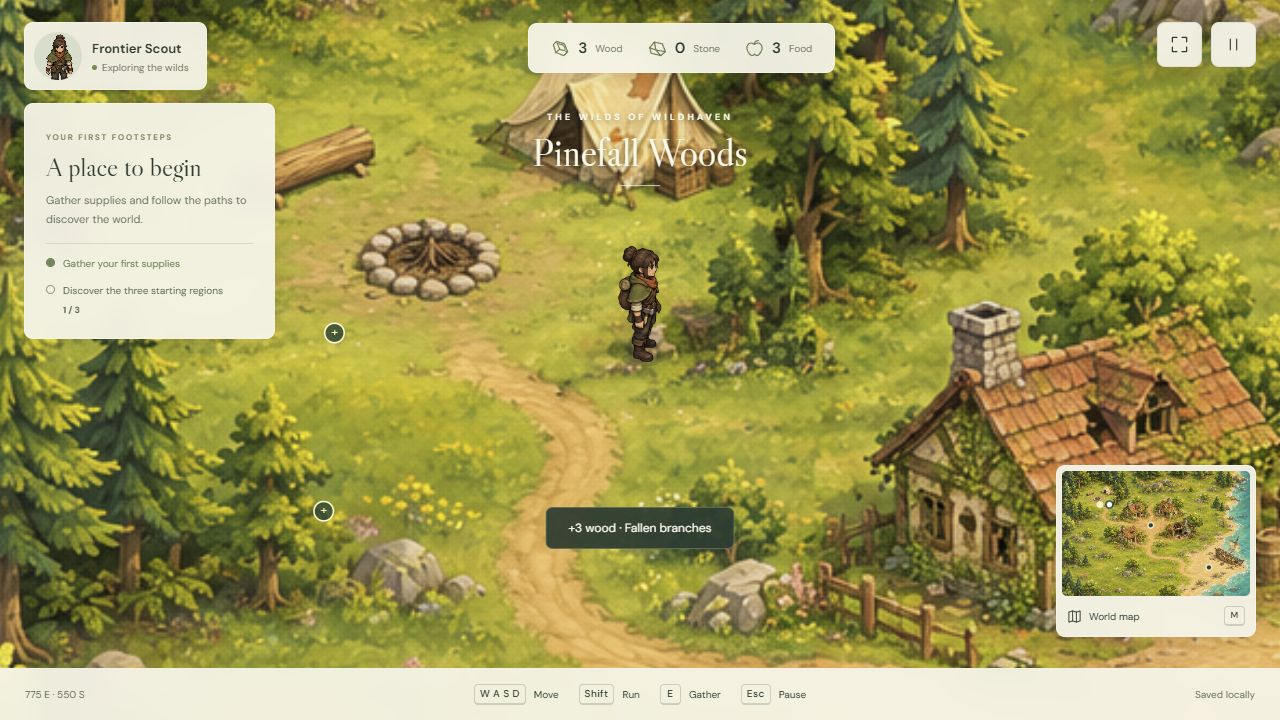 Frontier Scout
Exploring the wilds
3 Wood 0 Stone 3 Food
YOUR FIRST FOOTSTEPS
A place to begin
Gather supplies and follow the paths to
discover the world.
Gather your first supplies
Discover the three starting regions
1 / 3
THE WILDS OF WILDHAVEN
Pinefall Woods
+
+
+3 wood · Fallen branches
World map M
775 E · 550 S
W A S D Move Shift Run E Gather Esc Pause
Saved locally